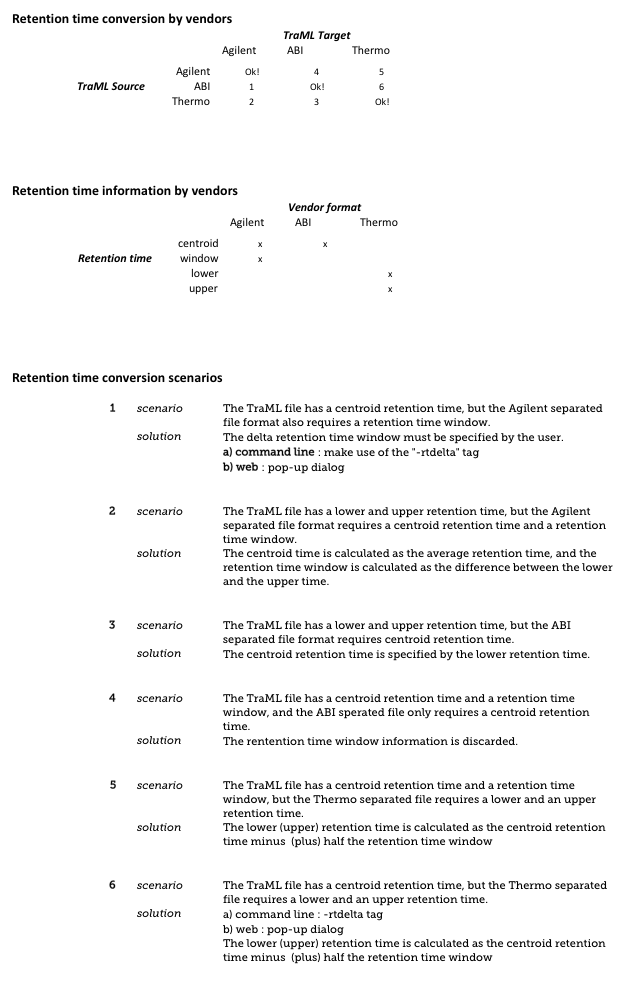 Retention time conversion by vendors
TraML Target
Agilent ABI Thermo
Agilent Ok! 4 5
TraML Source ABI 1 Ok! 6
Thermo 2 3 Ok!
Retention time information by vendors
Vendor format
Agilent ABI Thermo
centroid x x
Retention time window x
lower x
upper x
Retention time conversion scenarios
1 scenario The TraML file has a centroid retention time, but the Agilent separated
file format also requires a retention time window.
solution The delta retention time window must be specified by the user.
a) command line : make use of the "-rtdelta" tag
b) web : pop-up dialog
2 scenario The TraML file has a lower and upper retention time, but the Agilent
separated file format requires a centroid retention time and a retention
time window.
solution The centroid time is calculated as the average retention time, and the
retention time window is calculated as the difference between the lower
and the upper time.
3 scenario The TraML file has a lower and upper retention time, but the ABI
separated file format requires centroid retention time.
solution The centroid retention time is specified by the lower retention time.
4 scenario The TraML file has a centroid retention time and a retention time
window, and the ABI sperated file only requires a centroid retention
time.
solution The rentention time window information is discarded.
5 scenario The TraML file has a centroid retention time and a retention time
window, but the Thermo separated file requires a lower and an upper
retention time.
solution The lower (upper) retention time is calculated as the centroid retention
time minus (plus) half the retention time window
6 scenario The TraML file has a centroid retention time, but the Thermo separated
file requires a lower and an upper retention time.
solution a) command line : -rtdelta tag
b) web : pop-up dialog
The lower (upper) retention time is calculated as the centroid retention
time minus (plus) half the retention time window